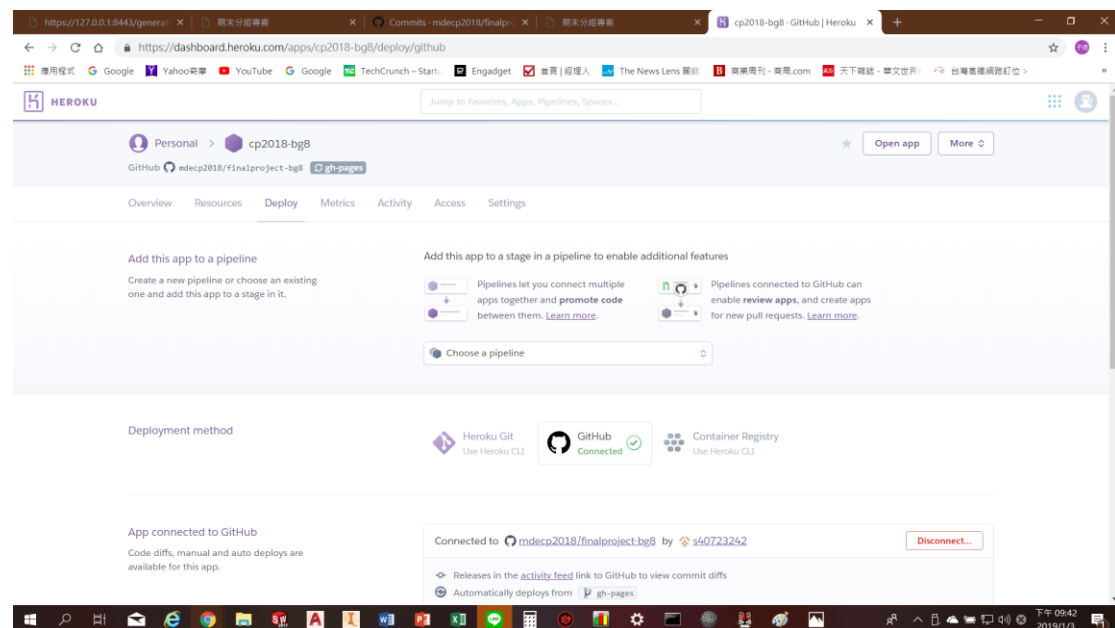 https://127.0.0.1:8443/generat
期末分組專案
Commits · mdecp2018/finalpro
期末分組專案
cp2018-bg8 · GitHub | Heroku
https://dashboard.heroku.com/apps/cp2018-bg8/deploy/github
應用程式 Google Yahoo奇摩 YouTube Google TechCrunch – Startu Engadget 首頁 | 經理人 The News Lens 關鍵 商業周刊 - 商周.com 天下雜誌 - 華文世界 台灣高鐵網路訂位 >
HEROKU
Jump to Favorites, Apps, Pipelines, Spaces...
Personal > cp2018-bg8
Open app
More
GitHub mdecp2018/finalproject-bg8 gh-pages
Overview Resources Deploy Metrics Activity Access Settings
Add this app to a pipeline
Create a new pipeline or choose an existing
one and add this app to a stage in it.
Add this app to a stage in a pipeline to enable additional features
Pipelines let you connect multiple
apps together and promote code
between them. Learn more.
Pipelines connected to GitHub can
enable review apps, and create apps
for new pull requests. Learn more.
Choose a pipeline
Deployment method
Heroku Git
Use Heroku CLI
GitHub
Connected
Container Registry
Use Heroku CLI
App connected to GitHub
Code diffs, manual and auto deploys are
available for this app.
Connected to mdecp2018/finalproject-bg8 by s40723242
Disconnect...
Releases in the activity feed link to GitHub to view commit diffs
Automatically deploys from gh-pages
下午 09:42
2019/1/3